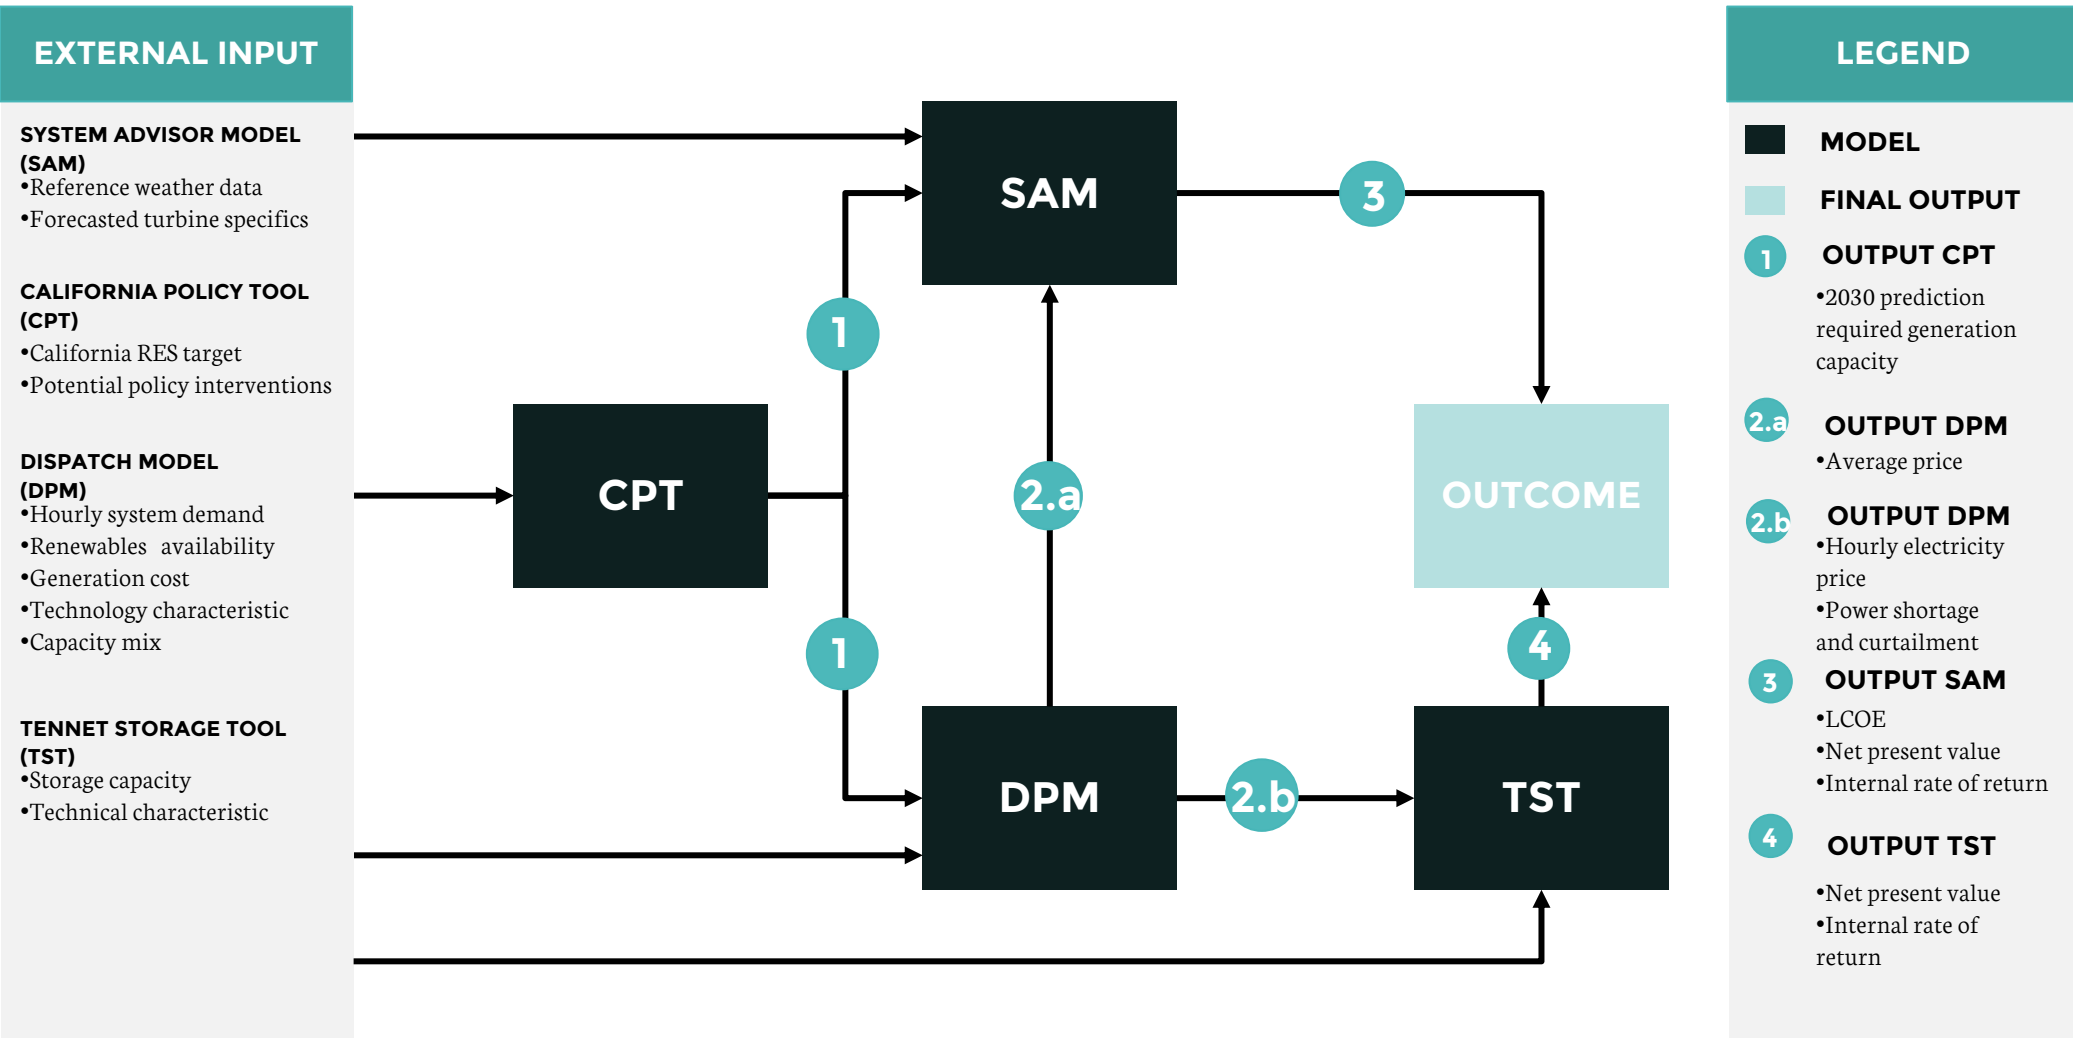 EXTERNAL INPUT
SYSTEM ADVISOR MODEL
(SAM)
•Reference weather data
•Forecasted turbine specifics
CALIFORNIA POLICY TOOL
(CPT)
•California RES target
•Potential policy interventions
DISPATCH MODEL
(DPM)
•Hourly system demand
•Renewables availability
•Generation cost
•Technology characteristic
•Capacity mix
TENNET STORAGE TOOL
(TST)
•Storage capacity
•Technical characteristic
SAM
3
1
CPT
2.a
OUTCOME
1
4
DPM
2.b
TST
LEGEND
MODEL
FINAL OUTPUT
1 OUTPUT CPT
•2030 prediction
required generation
capacity
2.a OUTPUT DPM
•Average price
2.b OUTPUT DPM
•Hourly electricity
price
•Power shortage
and curtailment
3 OUTPUT SAM
•LCOE
•Net present value
•Internal rate of return
4 OUTPUT TST
•Net present value
•Internal rate of
return